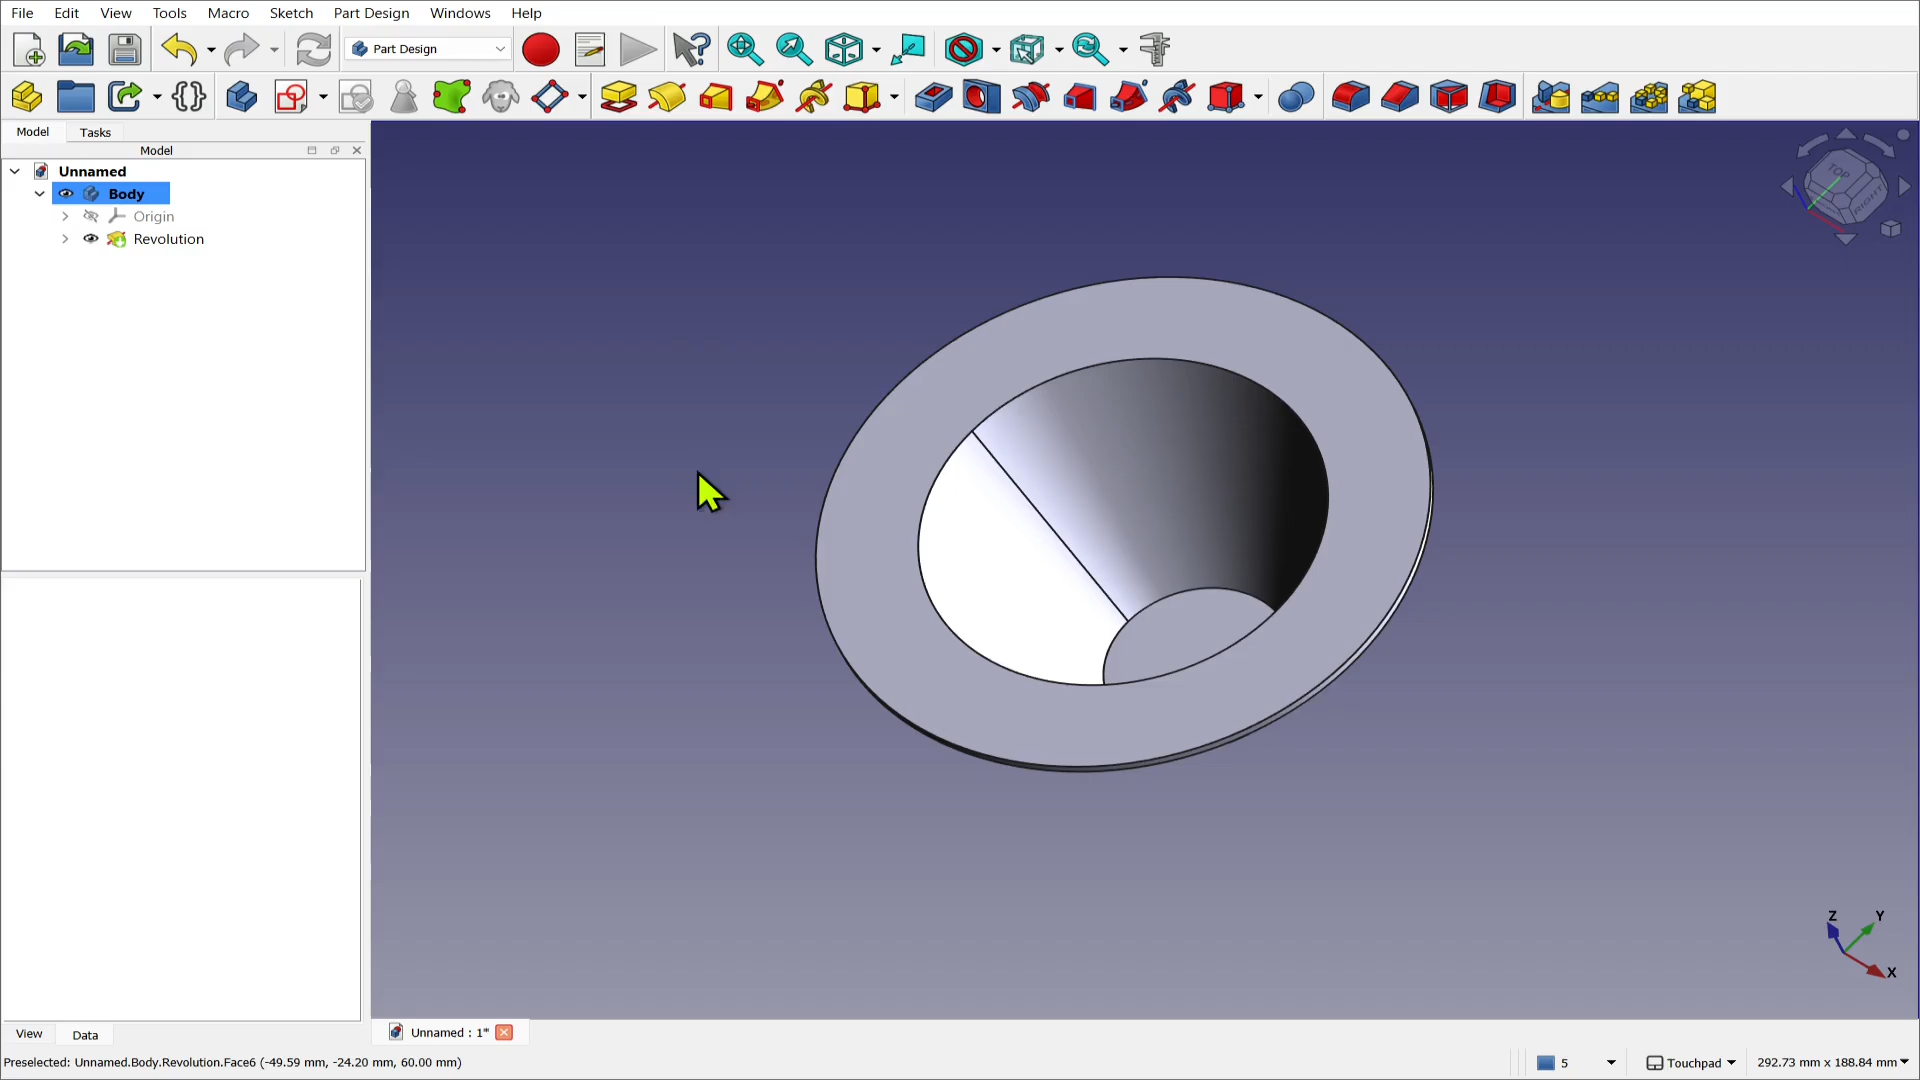 File Edit View Tools Macro Sketch Part Design Windows Help
Part Design
Model Tasks
Model
Unnamed
Body
Origin
Revolution
TOP
RIGHT
Z Y
X
View Data
Unnamed : 1*
Preselected: Unnamed.Body.Revolution.Face6 (-49.59 mm, -24.20 mm, 60.00 mm)
5 Touchpad 292.73 mm x 188.84 mm